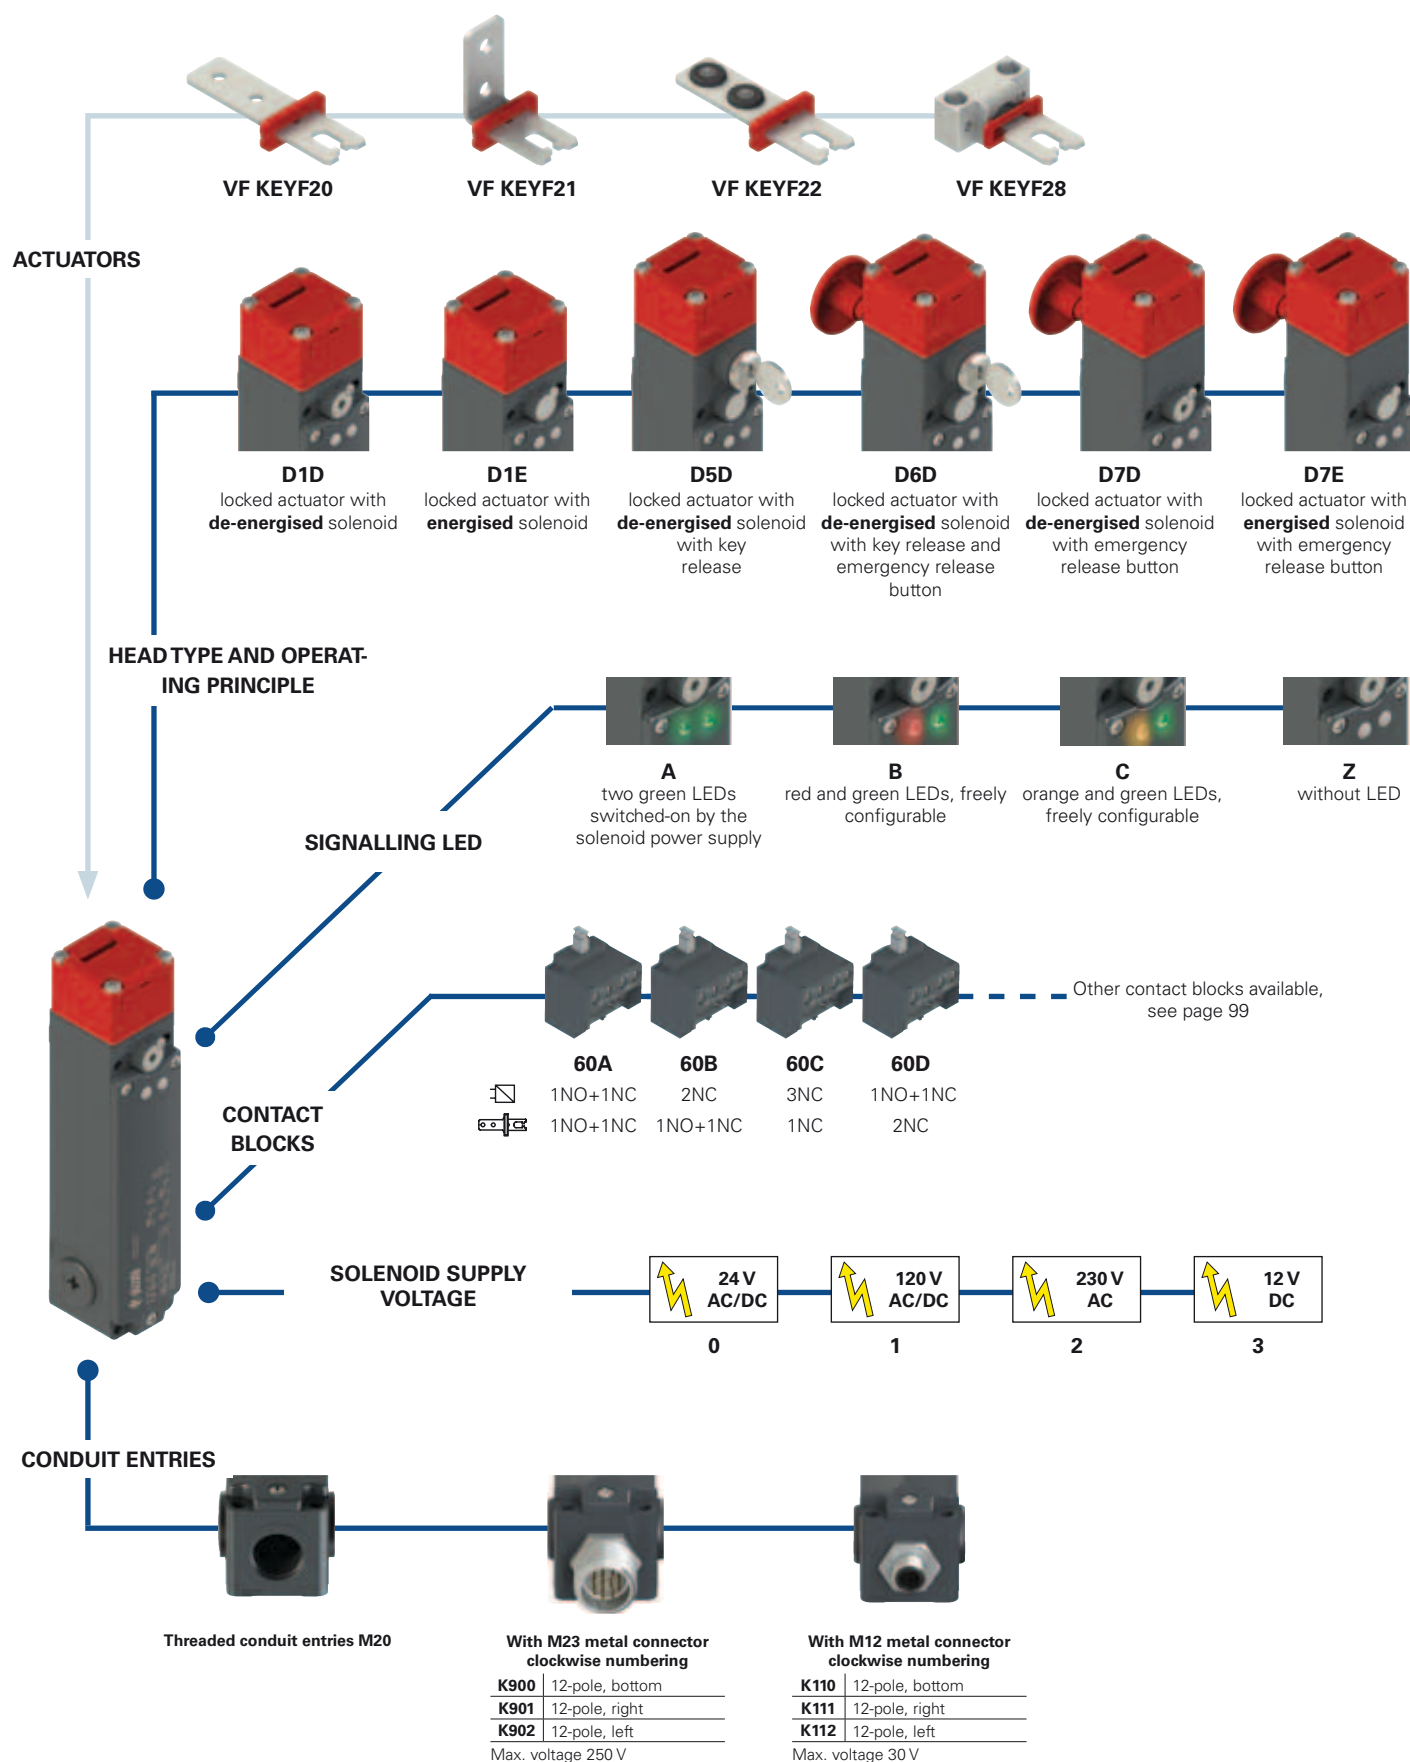 VF KEYF20
VF KEYF21
VF KEYF22
VF KEYF28
ACTUATORS
D1D
locked actuator with
de-energised solenoid
D1E
locked actuator with
energised solenoid
D5D
locked actuator with
de-energised solenoid
with key
release
D6D
locked actuator with
de-energised solenoid
with key release and
emergency release
button
D7D
locked actuator with
de-energised solenoid
with emergency
release button
D7E
locked actuator with
energised solenoid
with emergency
release button
HEAD TYPE AND OPERAT-
ING PRINCIPLE
A
two green LEDs
switched-on by the
solenoid power supply
B
red and green LEDs, freely
configurable
C
orange and green LEDs,
freely configurable
Z
without LED
SIGNALLING LED
Other contact blocks available,
see page 99
60A
60B
60C
60D
1NO+1NC
2NC
3NC
1NO+1NC
1NO+1NC
1NO+1NC
1NC
2NC
CONTACT
BLOCKS
SOLENOID SUPPLY
VOLTAGE
24 V
AC/DC
0
120 V
AC/DC
1
230 V
AC
2
12 V
DC
3
CONDUIT ENTRIES
Threaded conduit entries M20
With M23 metal connector
clockwise numbering
K900 12-pole, bottom
K901 12-pole, right
K902 12-pole, left
Max. voltage 250 V
With M12 metal connector
clockwise numbering
K110 12-pole, bottom
K111 12-pole, right
K112 12-pole, left
Max. voltage 30 V